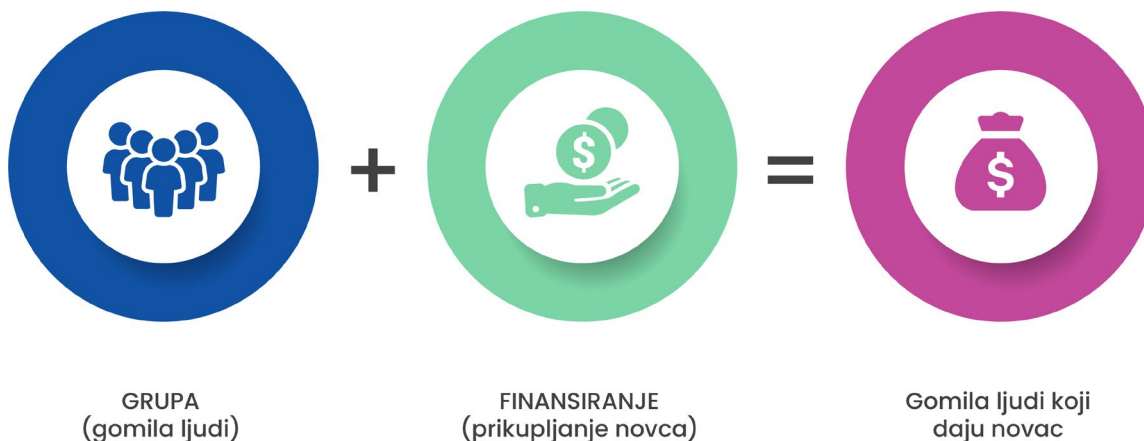 $
+
$
=
$
GRUPA
(gomila ljudi)
FINANSIRANJE
(prikupljanje novca)
Gomila ljudi koji
daju novac